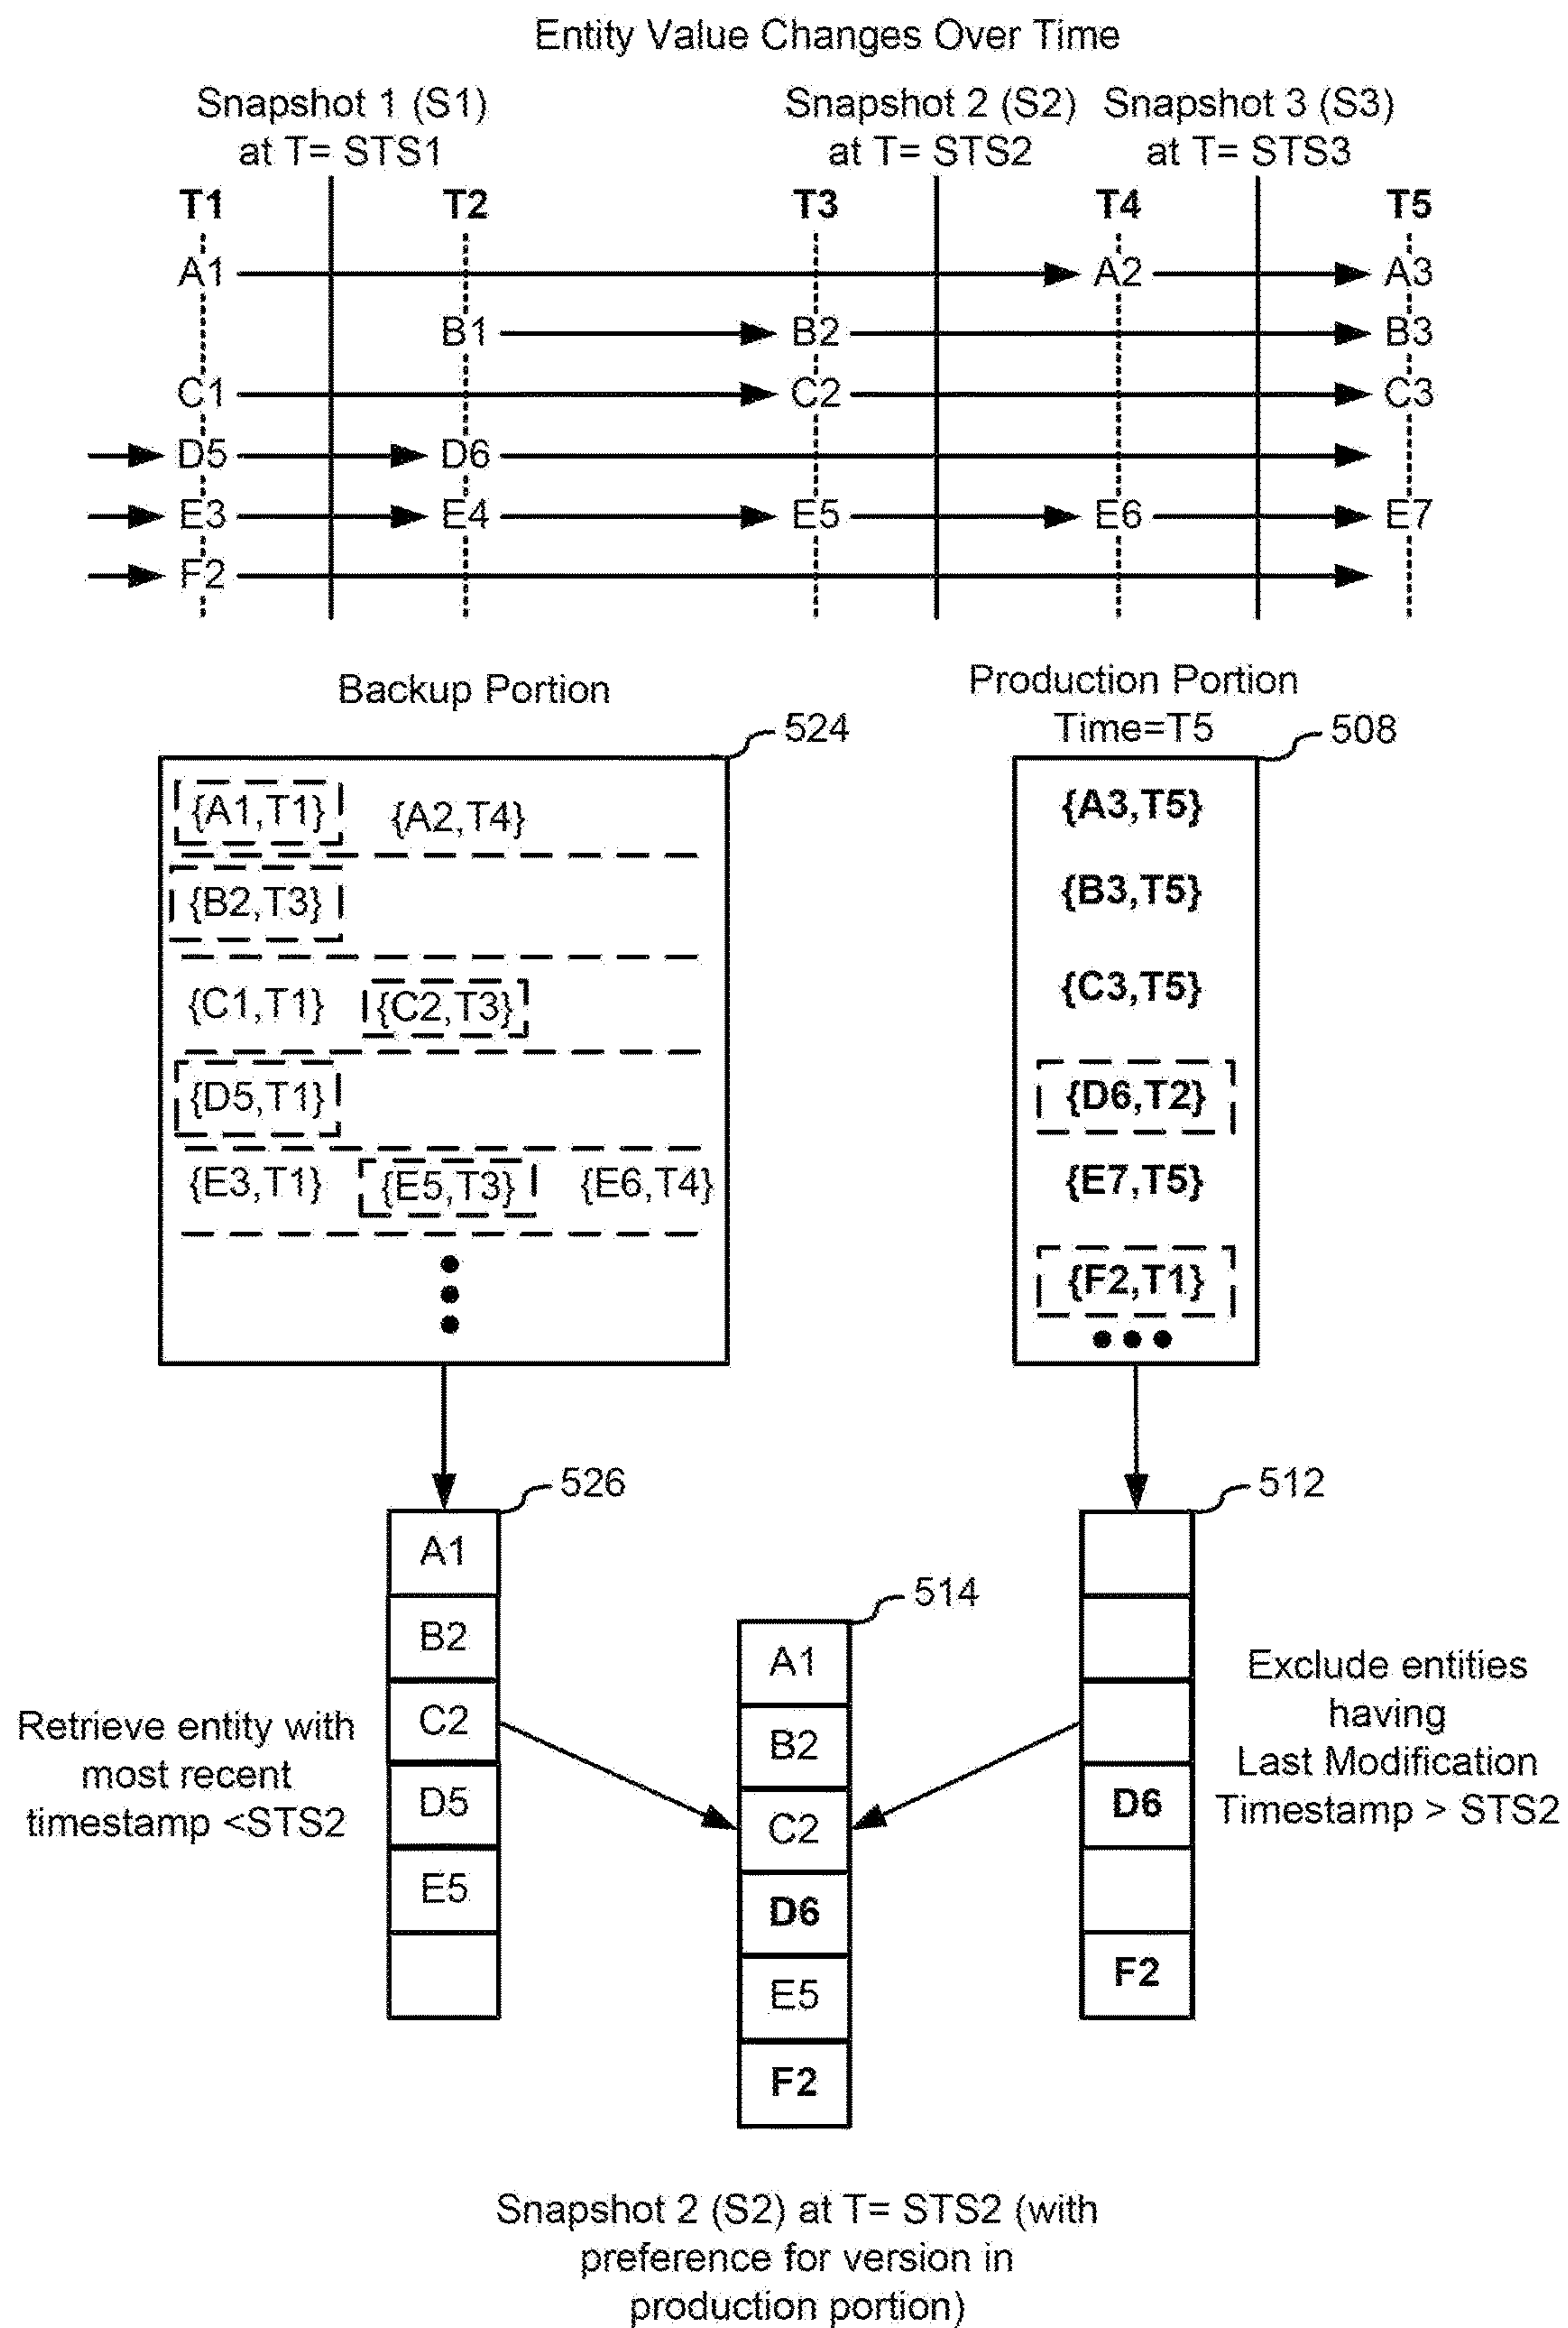 Entity Value Changes Over Time
Snapshot 1 (S1) Snapshot 2 (S2) Snapshot 3 (S3)
at T= STS1 at T= STS2 at T= STS3
T1 T2 T3 T4 T5
A1 A2 A3
B1 B2 B3
C1 C2 C3
D5 D6
E3 E4 E5 E6 E7
F2
Backup Portion
524
{A1,T1} {A2,T4}
{B2,T3}
{C1,T1} {C2,T3}
{D5,T1}
{E3,T1} {E5,T3} {E6,T4}
Production Portion
Time=T5
508
{A3,T5}
{B3,T5}
{C3,T5}
{D6,T2}
{E7,T5}
{F2,T1}
526
A1
B2
C2
D5
E5
Retrieve entity with
most recent
timestamp <STS2
514
A1
B2
C2
D6
E5
F2
512
D6
F2
Exclude entities
having
Last Modification
Timestamp > STS2
Snapshot 2 (S2) at T= STS2 (with
preference for version in
production portion)